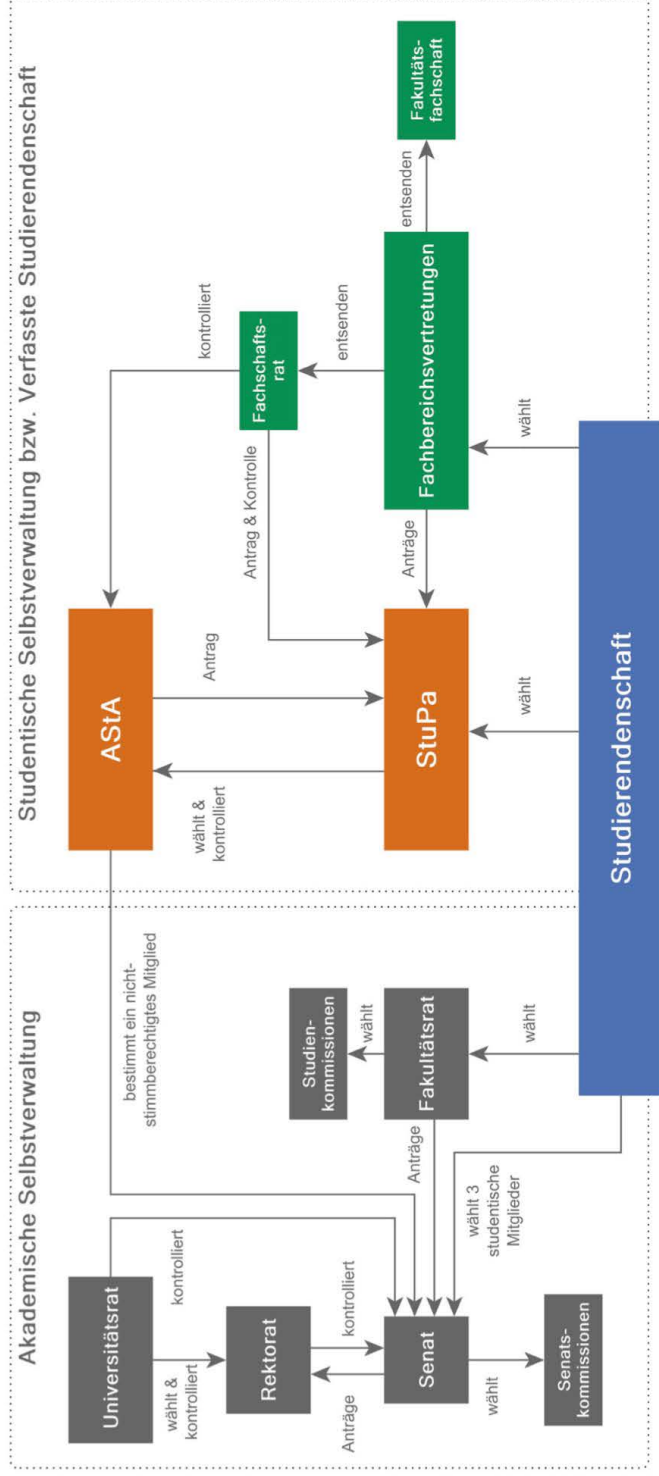 Akademische Selbstverwaltung
Universitätsrat
wählt &
kontrolliert
kontrolliert
Rektorat
Anträge
kontrolliert
Senat
wählt
Senats-
kommissionen
bestimmt ein nicht-
stimmberechtigtes Mitglied
Studien-
kommissionen
wählt
Fakultätsrat
Anträge
wählt
wählt 3
studentische
Mitglieder
Studentische Selbstverwaltung bzw. Verfasste Studierendenschaft
AStA
wählt &
kontrolliert
Antrag
kontrolliert
Fachschafts-
rat
Antrag & Kontrolle
entsenden
StuPa
Anträge
Fachbereichsvertretungen
entsenden
Fakultäts-
fachschaft
wählt
wählt
Studierendenschaft